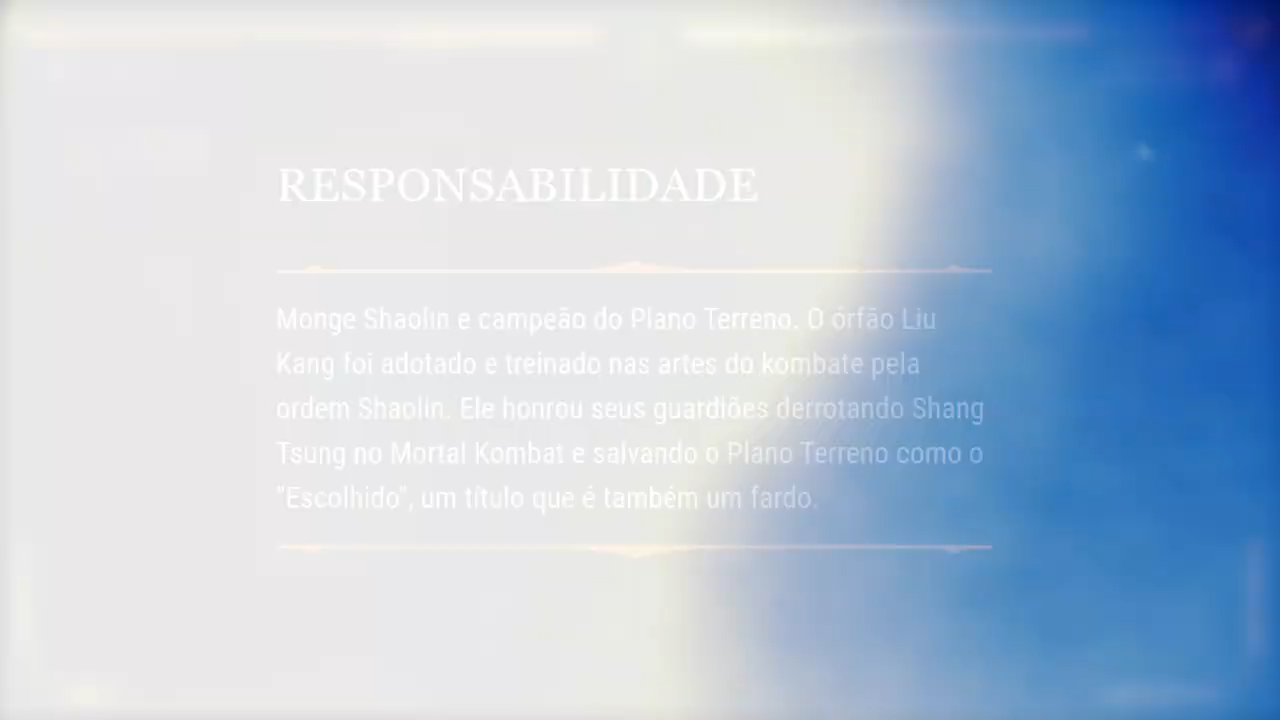 RESPONSABILIDADE
Monge Shaolin e campeão do Plano Terreno. O órfão Liu
Kang foi adotado e treinado nas artes do kombate pela
ordem Shaolin. Ele honrou seus guardiões derrotando Shang
Tsung no Mortal Kombat e salvando o Plano Terreno como o
"Escolhido", um título que é também um fardo.